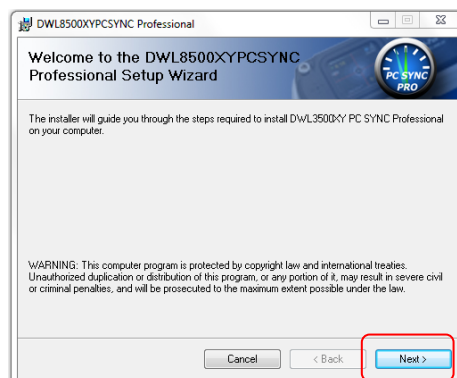 DWL8500XYPCSYNC Professional
Welcome to the DWL8500XYPCSYNC
Professional Setup Wizard
PC SYNC
PRO
The installer will guide you through the steps required to install DWL3500XY PC SYNC Professional
on your computer.
WARNING: This computer program is protected by copyright law and international treaties.
Unauthorized duplication or distribution of this program, or any portion of it, may result in severe civil
or criminal penalties, and will be prosecuted to the maximum extent possible under the law.
Cancel
< Back
Next >